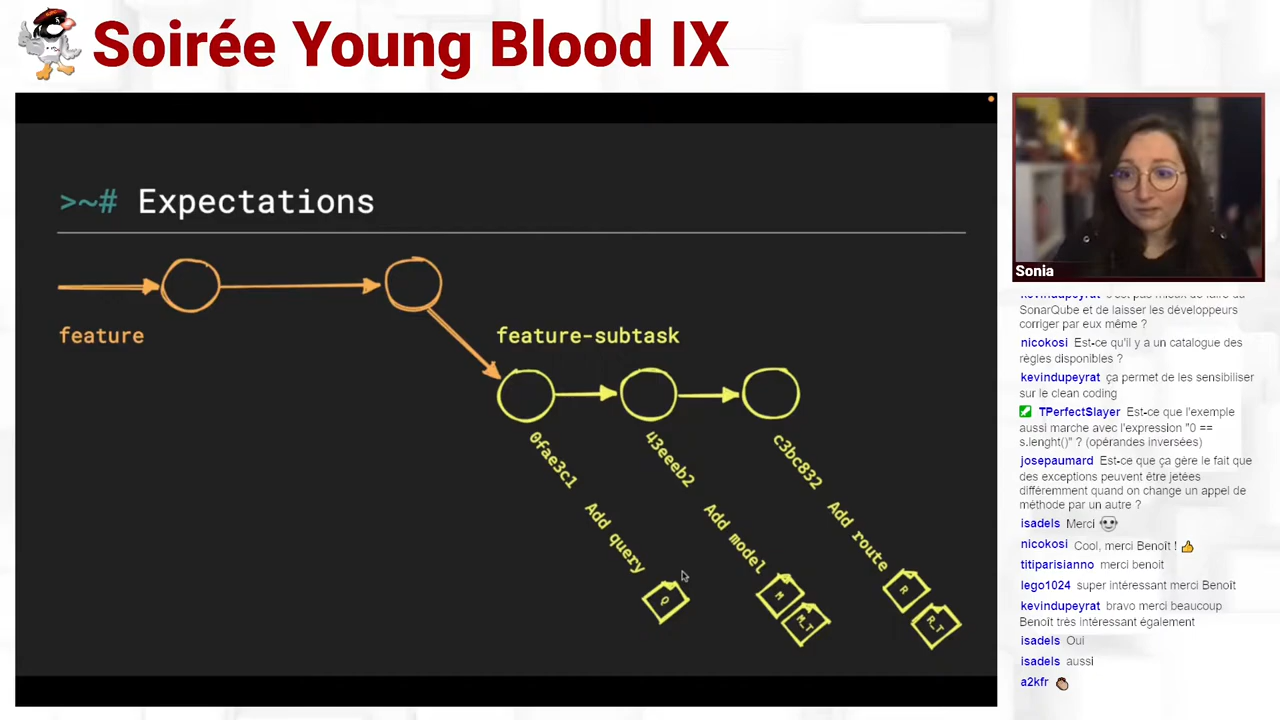 Soirée Young Blood IX
>~# Expectations
feature
feature-subtask
0fae3c1 Add query
Q
43eeeb2 Add model
M
M_T
c3bc832 Add route
R
R_T
Sonia
SonarQube et de laisser les développeurs
corriger par eux même ?
nicokosi Est-ce qu'il y a un catalogue des
règles disponibles ?
kevindupeyrat ça permet de les sensibiliser
sur le clean coding
TPerfectSlayer Est-ce que l'exemple
aussi marche avec l'expression "0 ==
s.lenght()" ? (opérandes inversées)
josepaumard Est-ce que ça gère le fait que
des exceptions peuvent être jetées
différemment quand on change un appel de
méthode par un autre ?
isadels Merci
nicokosi Cool, merci Benoît !
titiparisianno merci benoit
lego1024 super intéressant merci Benoît
kevindupeyrat bravo merci beaucoup
Benoît très intéressant également
isadels Oui
isadels aussi
a2kfr